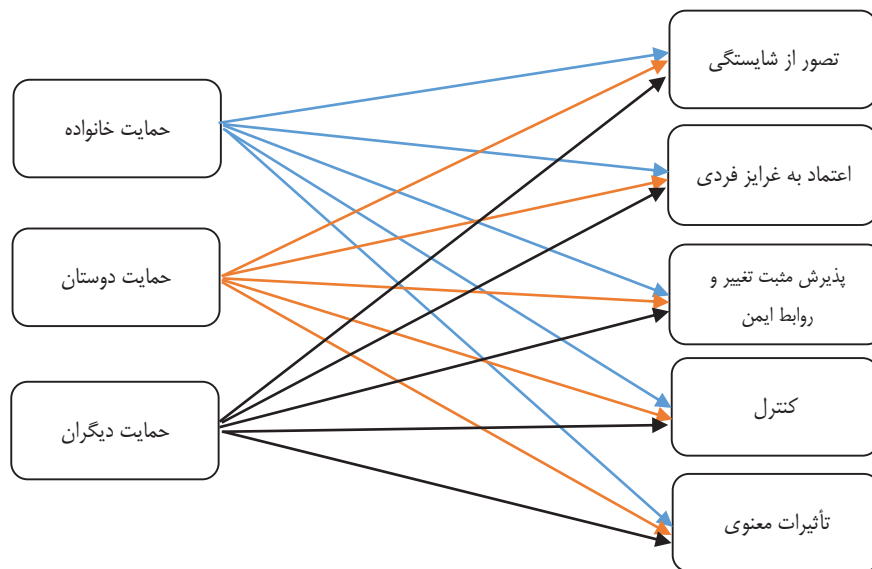 تصور از شایستگی
حمایت خانواده
اعتماد به غرایز فردی
حمایت دوستان
پذیرش مثبت تغییر و
روابط ایمن
حمایت دیگران
کنترل
تأثیرات معنوی